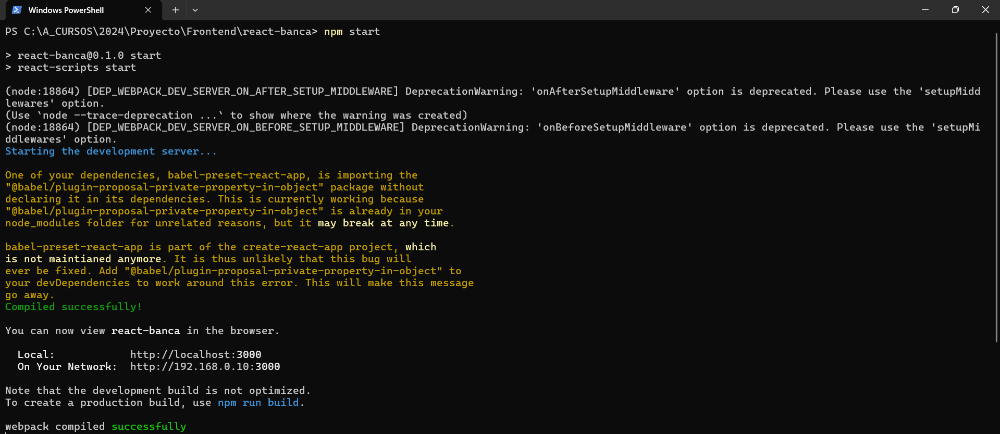 Windows PowerShell
PS C:\A_CURSOS\2024\Proyecto\Frontend\react-banca> npm start
> react-banca@0.1.0 start
> react-scripts start
(node:18864) [DEP_WEBPACK_DEV_SERVER_ON_AFTER_SETUP_MIDDLEWARE] DeprecationWarning: 'onAfterSetupMiddleware' option is deprecated. Please use the 'setupMidd
lewares' option.
(Use `node --trace-deprecation ...` to show where the warning was created)
(node:18864) [DEP_WEBPACK_DEV_SERVER_ON_BEFORE_SETUP_MIDDLEWARE] DeprecationWarning: 'onBeforeSetupMiddleware' option is deprecated. Please use the 'setupMi
ddlewares' option.
Starting the development server...
One of your dependencies, babel-preset-react-app, is importing the
"@babel/plugin-proposal-private-property-in-object" package without
declaring it in its dependencies. This is currently working because
"@babel/plugin-proposal-private-property-in-object" is already in your
node_modules folder for unrelated reasons, but it may break at any time.
babel-preset-react-app is part of the create-react-app project, which
is not maintianed anymore. It is thus unlikely that this bug will
ever be fixed. Add "@babel/plugin-proposal-private-property-in-object" to
your devDependencies to work around this error. This will make this message
go away.
Compiled successfully!
You can now view react-banca in the browser.
Local: http://localhost:3000
On Your Network: http://192.168.0.10:3000
Note that the development build is not optimized.
To create a production build, use npm run build.
webpack compiled successfully